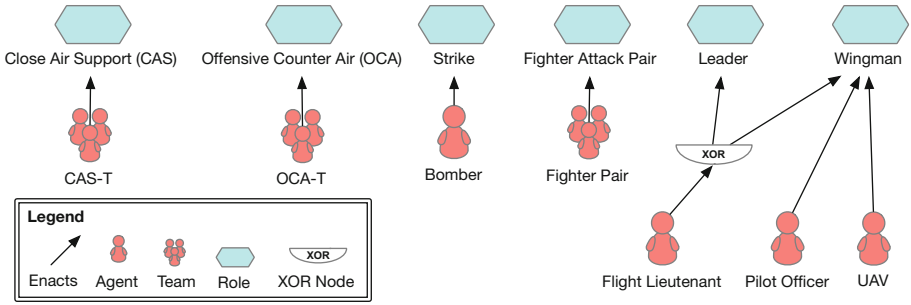 Close Air Support (CAS)
Offensive Counter Air (OCA)
Strike
Fighter Attack Pair
Leader
Wingman
XOR
CAS-T
OCA-T
Bomber
Fighter Pair
Legend
XOR
Enacts
Agent
Team
Role
XOR Node
Flight Lieutenant
Pilot Officer
UAV